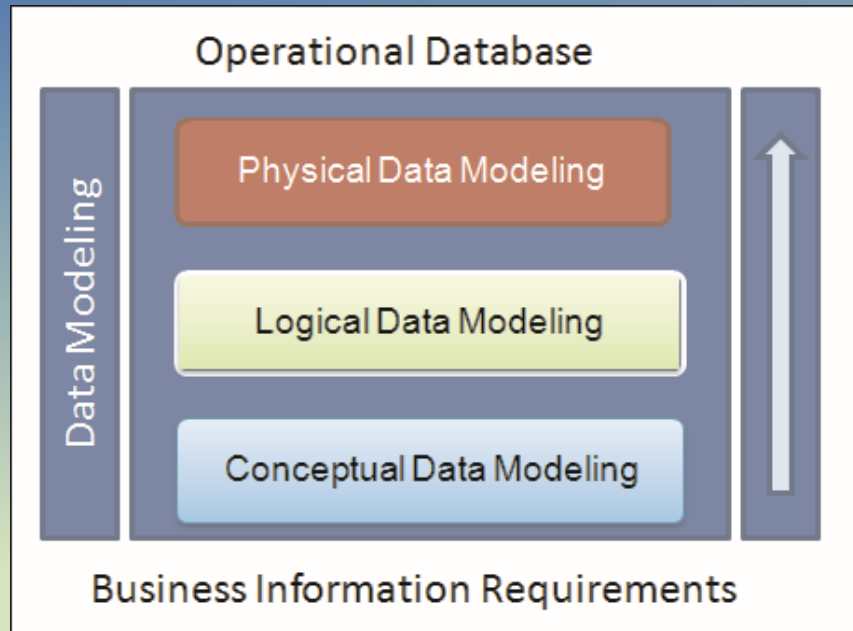 Operational Database
Data Modeling
Physical Data Modeling
Logical Data Modeling
Conceptual Data Modeling
Business Information Requirements